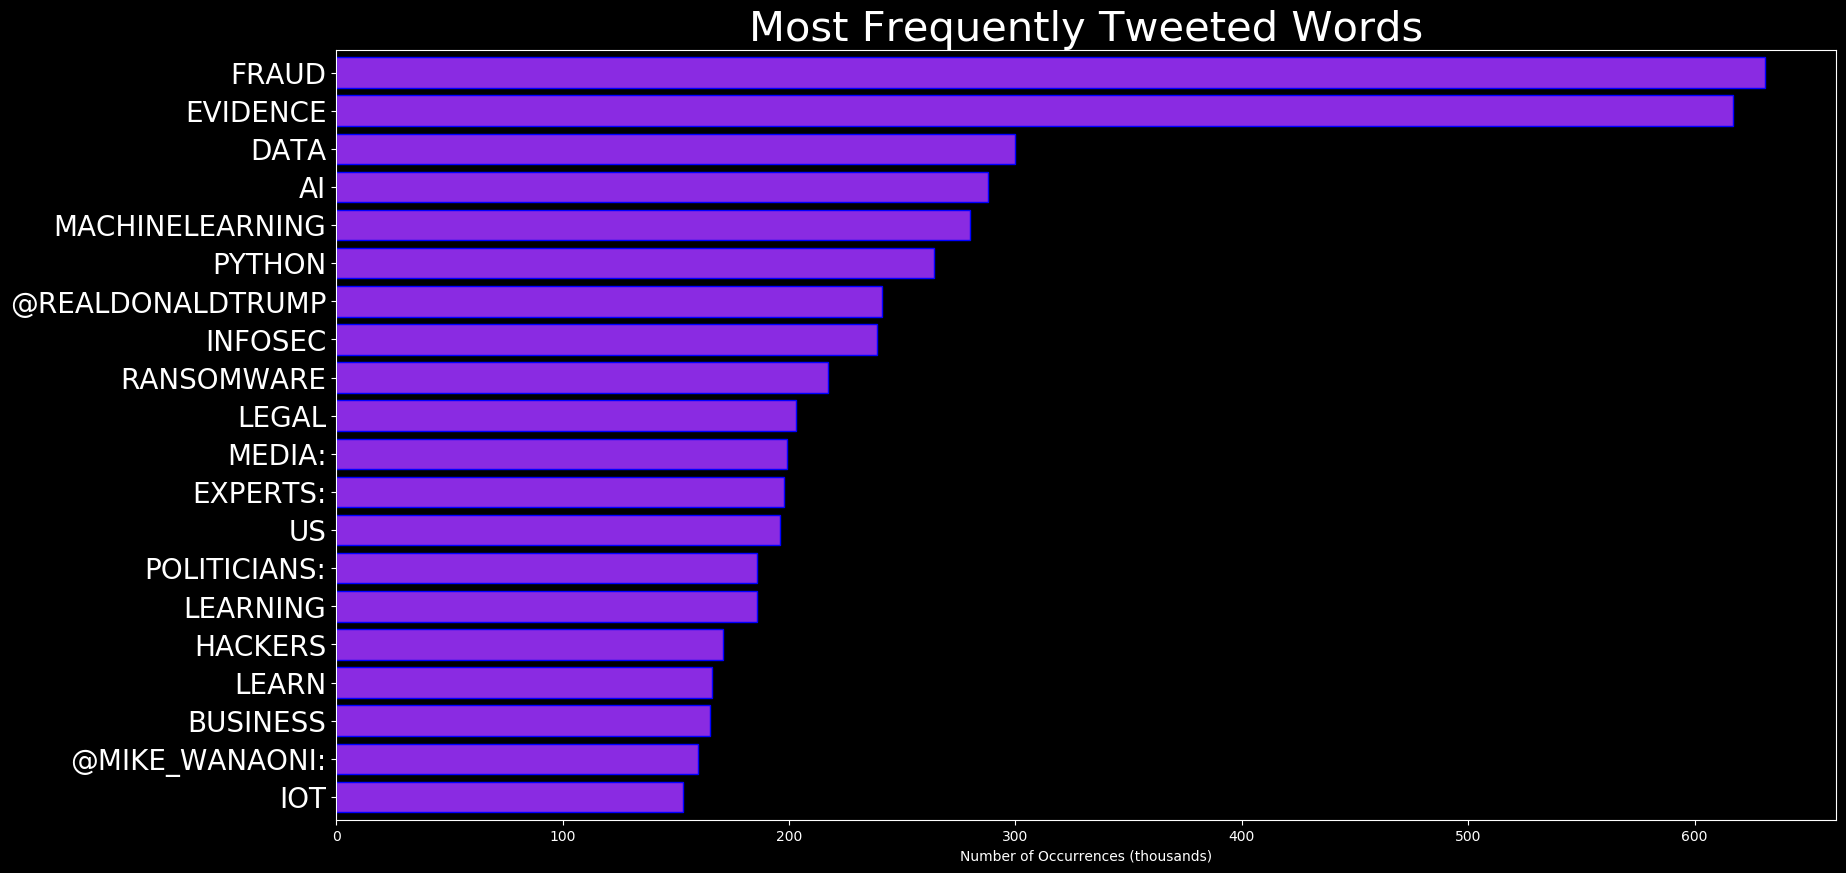 Most Frequently Tweeted Words
FRAUD
EVIDENCE
DATA
AI
MACHINELEARNING
PYTHON
@REALDONALDTRUMP
INFOSEC
RANSOMWARE
LEGAL
MEDIA:
EXPERTS:
US
POLITICIANS:
LEARNING
HACKERS
LEARN
BUSINESS
@MIKE_WANAONI:
IOT
0 100 200 300 400 500 600
Number of Occurrences (thousands)